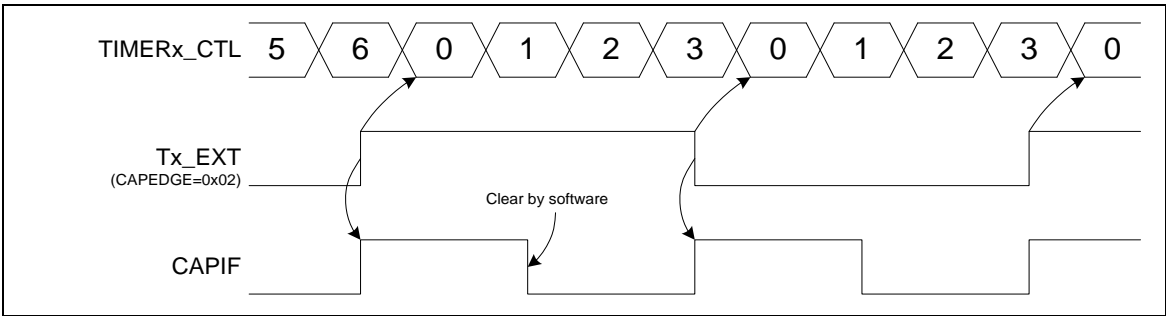 TIMERx_CTL 5 6 0 1 2 3 0 1 2 3 0
Tx_EXT
(CAPEDGE=0x02)
Clear by software
CAPIF